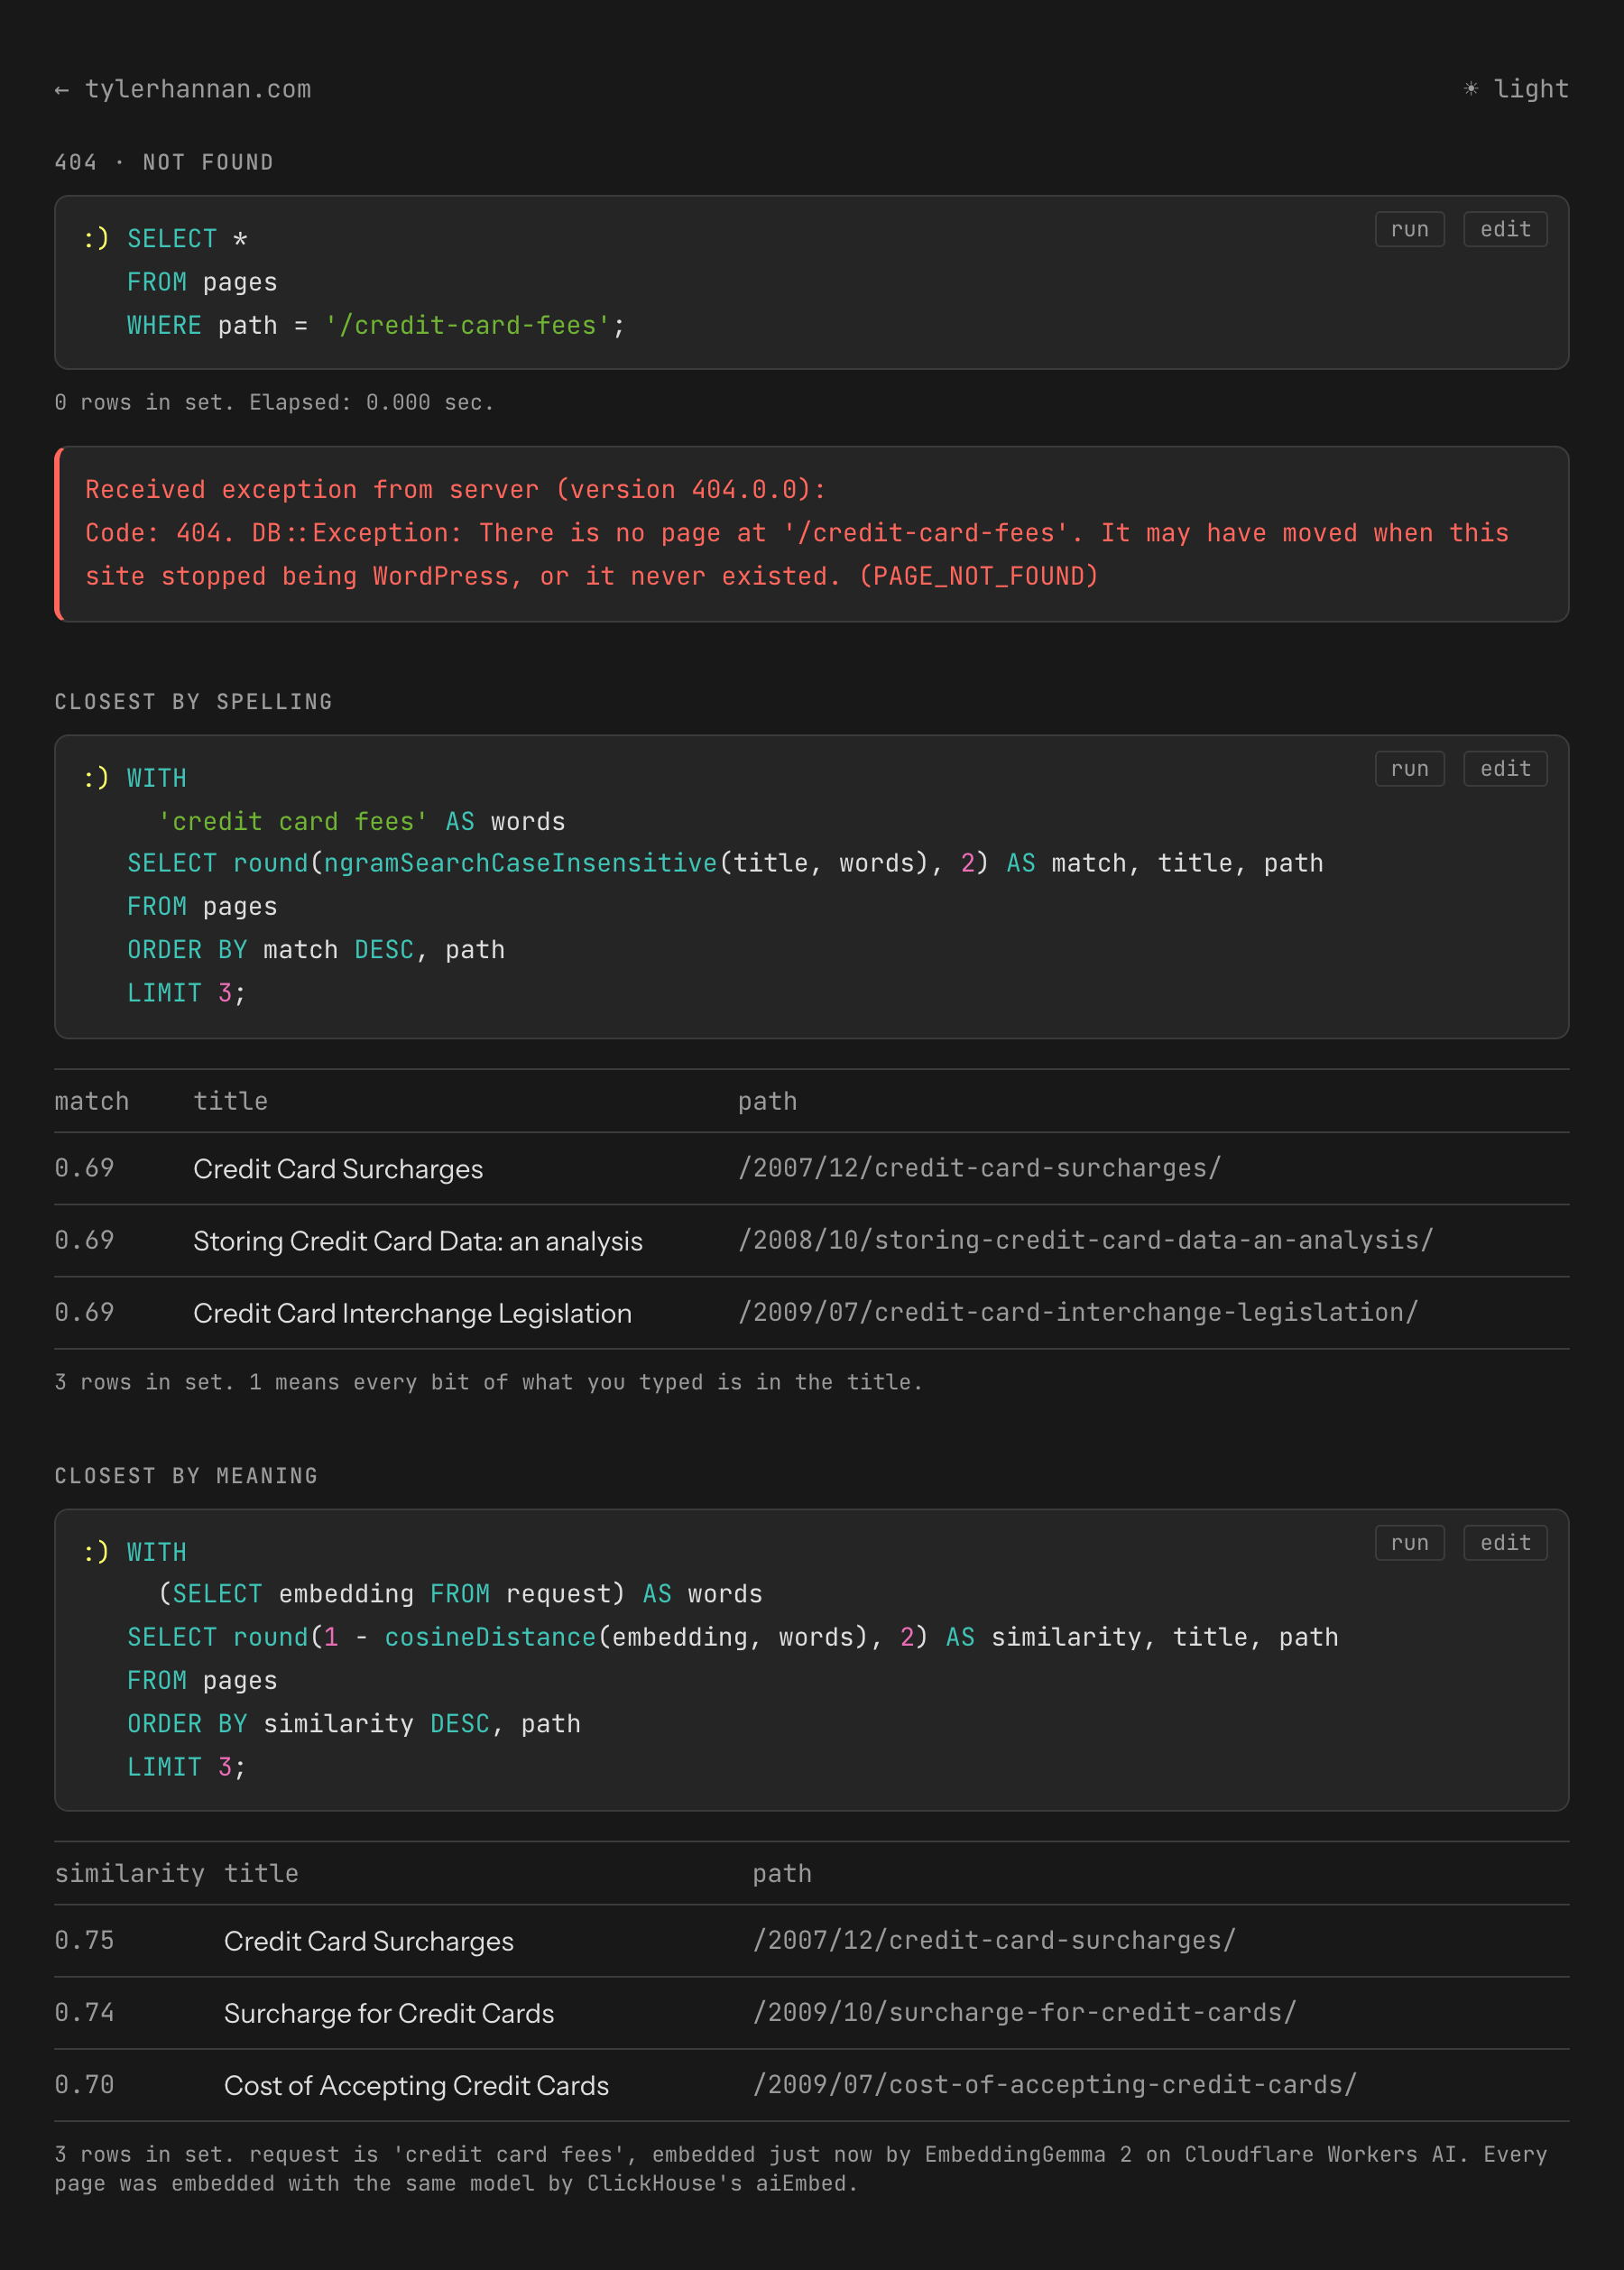 ← tylerhannan.com
☀ light
404 · NOT FOUND
:) SELECT *
FROM pages
WHERE path = '/credit-card-fees';
run
edit
0 rows in set. Elapsed: 0.000 sec.
Received exception from server (version 404.0.0):
Code: 404. DB::Exception: There is no page at '/credit-card-fees'. It may have moved when this
site stopped being WordPress, or it never existed. (PAGE_NOT_FOUND)
CLOSEST BY SPELLING
:) WITH
'credit card fees' AS words
SELECT round(ngramSearchCaseInsensitive(title, words), 2) AS match, title, path
FROM pages
ORDER BY match DESC, path
LIMIT 3;
run
edit
match title path
0.69 Credit Card Surcharges /2007/12/credit-card-surcharges/
0.69 Storing Credit Card Data: an analysis /2008/10/storing-credit-card-data-an-analysis/
0.69 Credit Card Interchange Legislation /2009/07/credit-card-interchange-legislation/
3 rows in set. 1 means every bit of what you typed is in the title.
CLOSEST BY MEANING
:) WITH
(SELECT embedding FROM request) AS words
SELECT round(1 - cosineDistance(embedding, words), 2) AS similarity, title, path
FROM pages
ORDER BY similarity DESC, path
LIMIT 3;
run
edit
similarity title path
0.75 Credit Card Surcharges /2007/12/credit-card-surcharges/
0.74 Surcharge for Credit Cards /2009/10/surcharge-for-credit-cards/
0.70 Cost of Accepting Credit Cards /2009/07/cost-of-accepting-credit-cards/
3 rows in set. request is 'credit card fees', embedded just now by EmbeddingGemma 2 on Cloudflare Workers AI. Every
page was embedded with the same model by ClickHouse's aiEmbed.